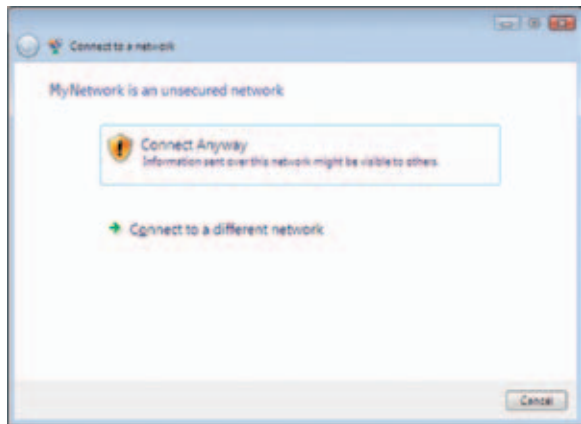 Connect to a network
MyNetwork is an unsecured network
Connect Anyway
Information sent over this network might be visible to others
Connect to a different network
Cancel